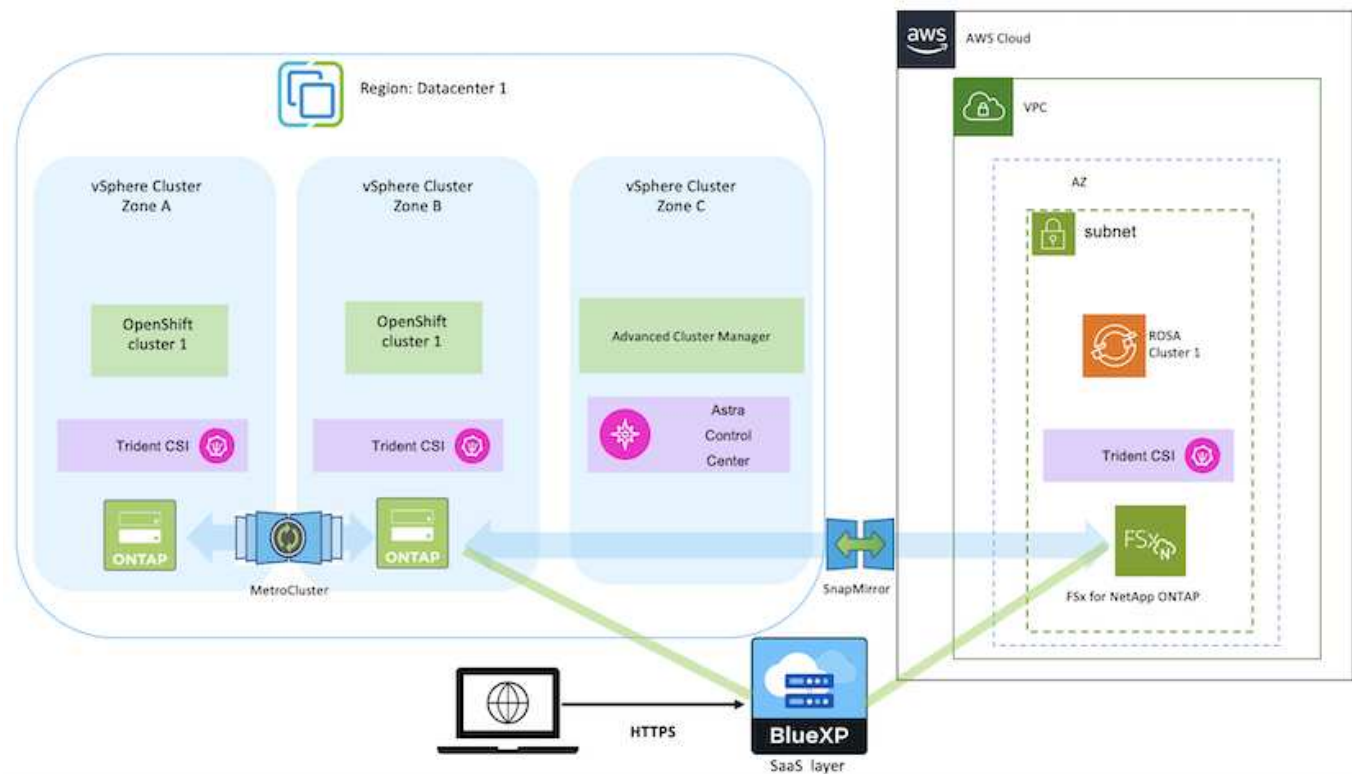 aws
AWS Cloud
Region: Datacenter 1
VPC
AZ
vSphere Cluster
Zone A
vSphere Cluster
Zone B
vSphere Cluster
Zone C
subnet
OpenShift
cluster 1
OpenShift
cluster 1
Advanced Cluster Manager
ROSA
Cluster 1
Trident CSI
Trident CSI
Astra
Control
Center
Trident CSI
ONTAP
MetroCluster
ONTAP
SnapMirror
FSx
N
FSx for NetApp ONTAP
HTTPS
BlueXP
SaaS layer